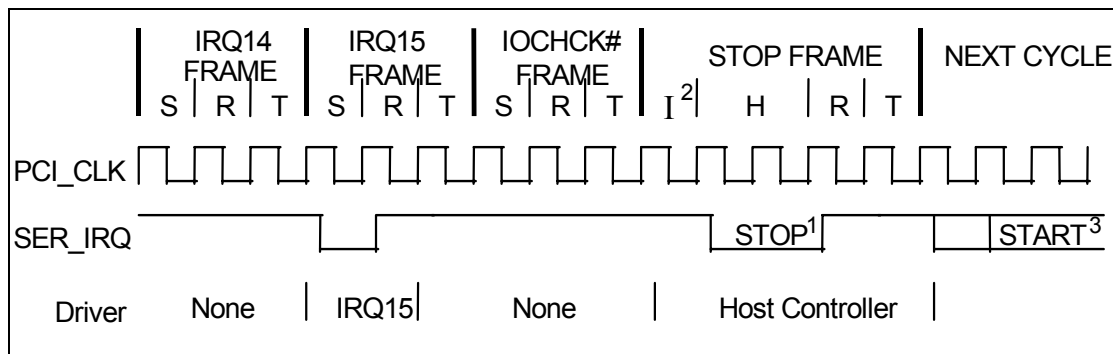 IRQ14 FRAME
IRQ15 FRAME
IOCHCK# FRAME
STOP FRAME
NEXT CYCLE
S R T S R T S R T I² H R T
PCI_CLK
SER_IRQ STOP¹ START³
Driver None IRQ15 None Host Controller